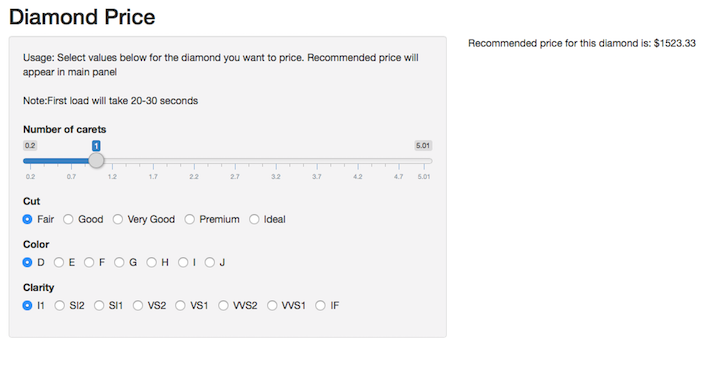 Diamond Price
Recommended price for this diamond is: $1523.33
Usage: Select values below for the diamond you want to price. Recommended price will
appear in main panel
Note:First load will take 20-30 seconds
Number of carets
0.2 1 5.01
0.2 0.7 1.2 1.7 2.2 2.7 3.2 3.7 4.2 4.7 5.01
Cut
Fair Good Very Good Premium Ideal
Color
D E F G H I J
Clarity
I1 SI2 SI1 VS2 VS1 VVS2 VVS1 IF